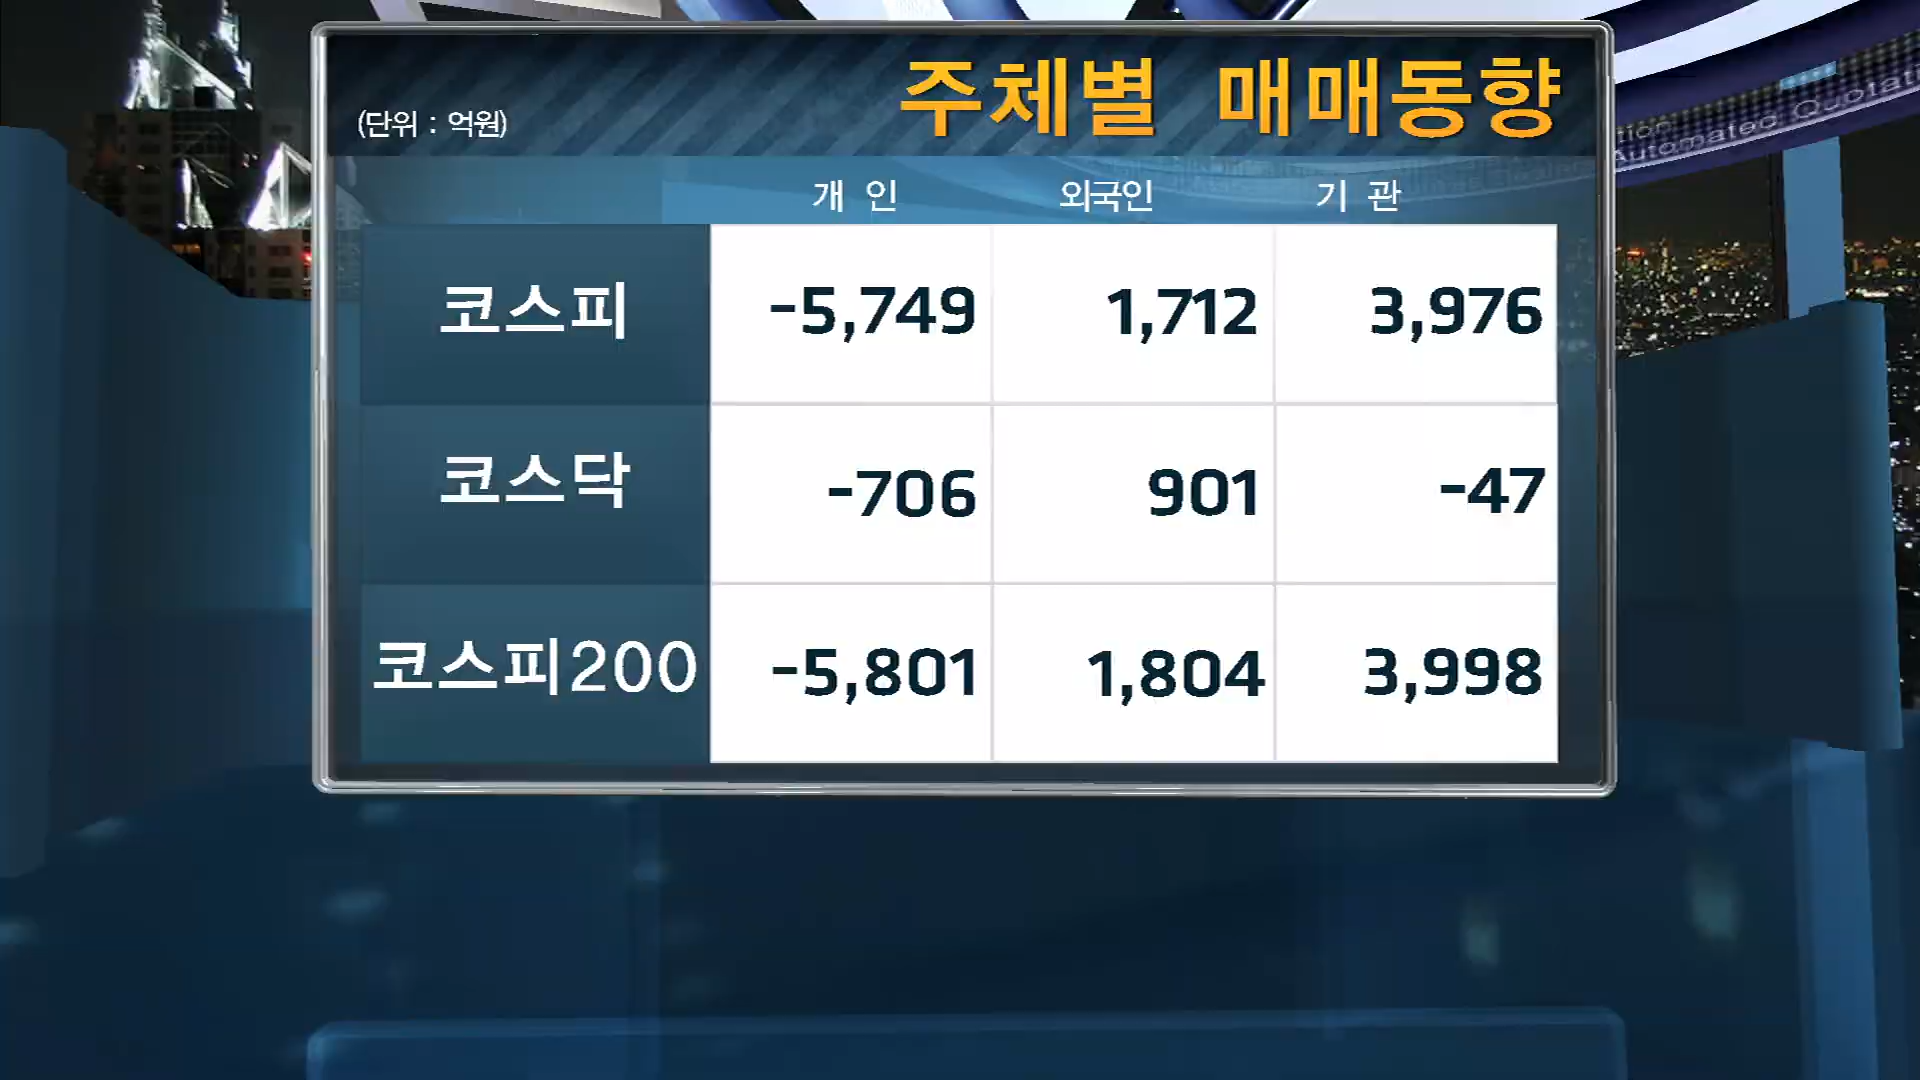 주체별 매매동향
(단위 : 억원)
개 인 외국인 기 관
코스피 -5,749 1,712 3,976
코스닥 -706 901 -47
코스피200 -5,801 1,804 3,998
Automated Quotation